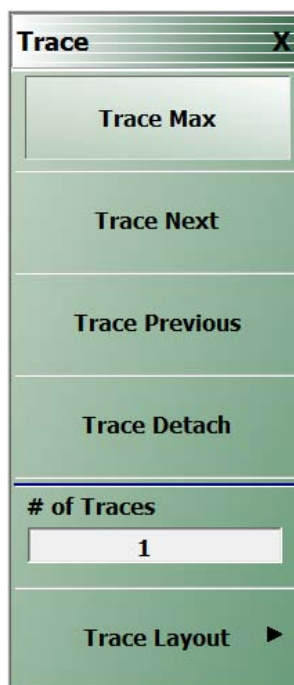 Trace X
Trace Max
Trace Next
Trace Previous
Trace Detach
# of Traces
1
Trace Layout ▶